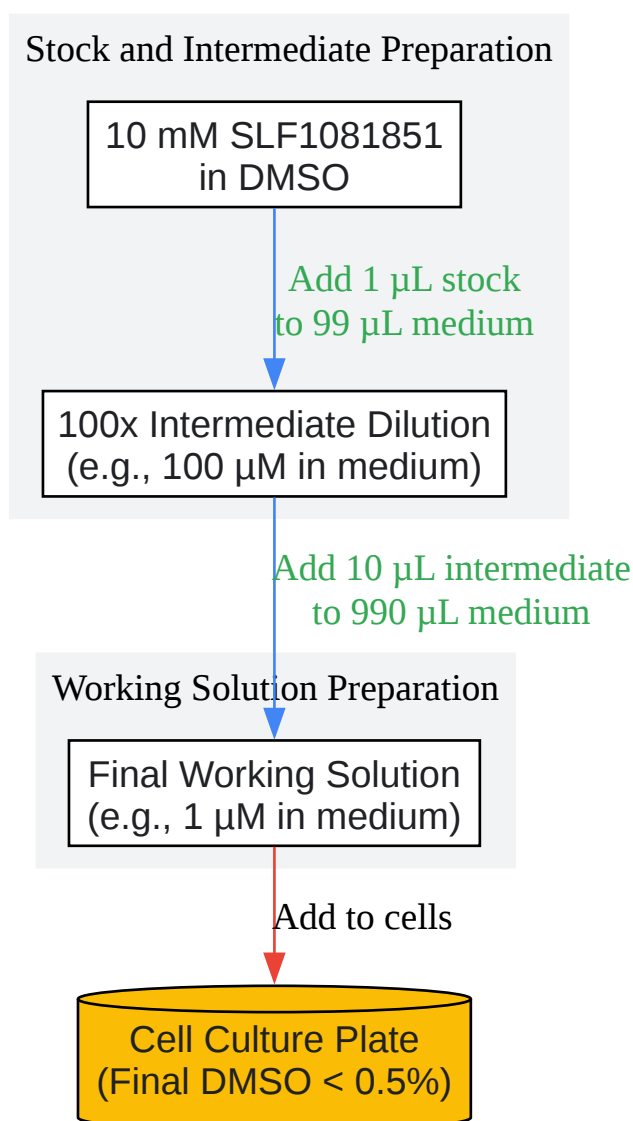 Stock and Intermediate Preparation
10 mM SLF1081851
in DMSO
Add 1 µL stock
to 99 µL medium
100x Intermediate Dilution
(e.g., 100 µM in medium)
Add 10 µL intermediate
to 990 µL medium
Working Solution Preparation
Final Working Solution
(e.g., 1 µM in medium)
Add to cells
Cell Culture Plate
(Final DMSO < 0.5%)